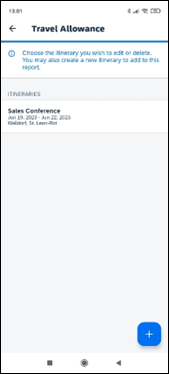 13:01
Travel Allowance
Choose the itinerary you wish to edit or delete.
You may also create a new itinerary to add to this
report.
ITINERARIES
Sales Conference
Jun 19, 2023 - Jun 22, 2023
Walldorf, St. Leon-Rot